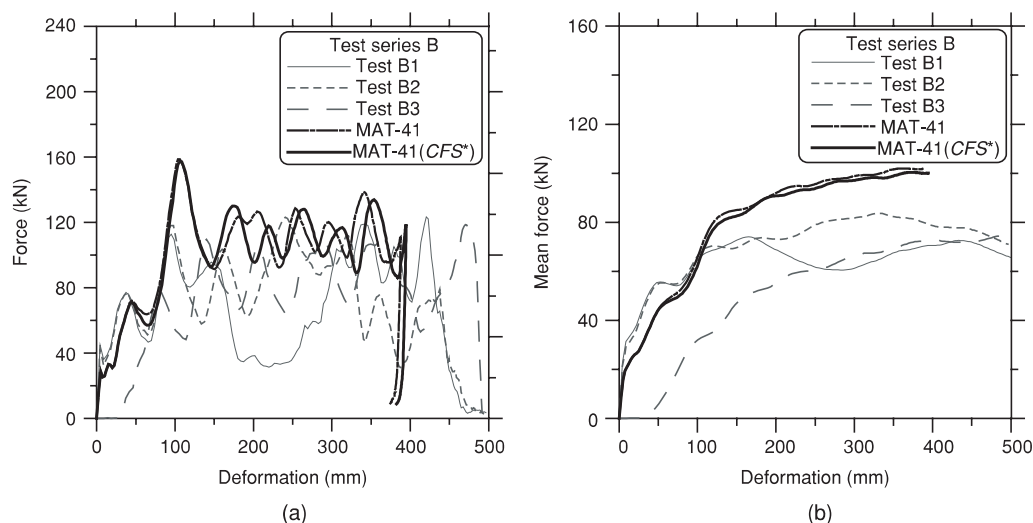 240
200
160
120
80
40
0
Force (kN)
Test series B
Test B1
Test B2
Test B3
MAT-41
MAT-41(CFS*)
0 100 200 300 400 500
Deformation (mm)
(a)
160
120
80
40
0
Mean force (kN)
Test series B
Test B1
Test B2
Test B3
MAT-41
MAT-41(CFS*)
0 100 200 300 400 500
Deformation (mm)
(b)